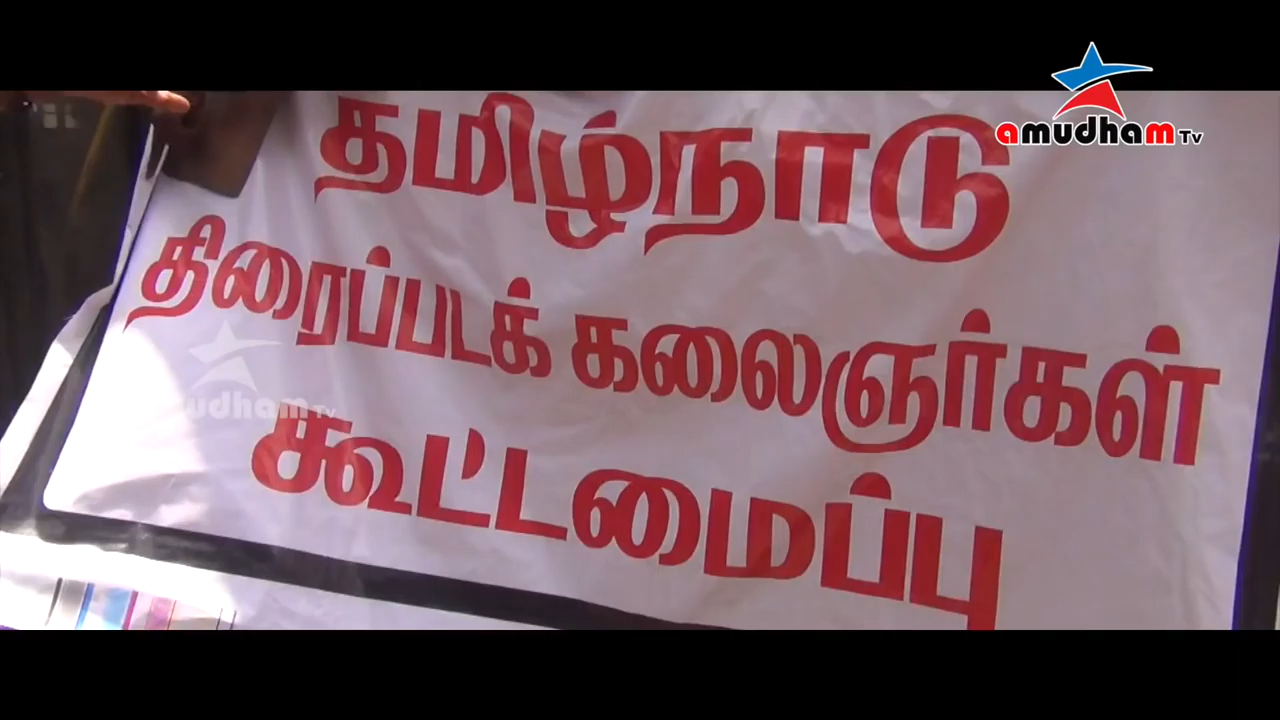 amudham Tv
தமிழ்நாடு
திரைப்படக் கலைஞர்கள்
கூட்டமைப்பு